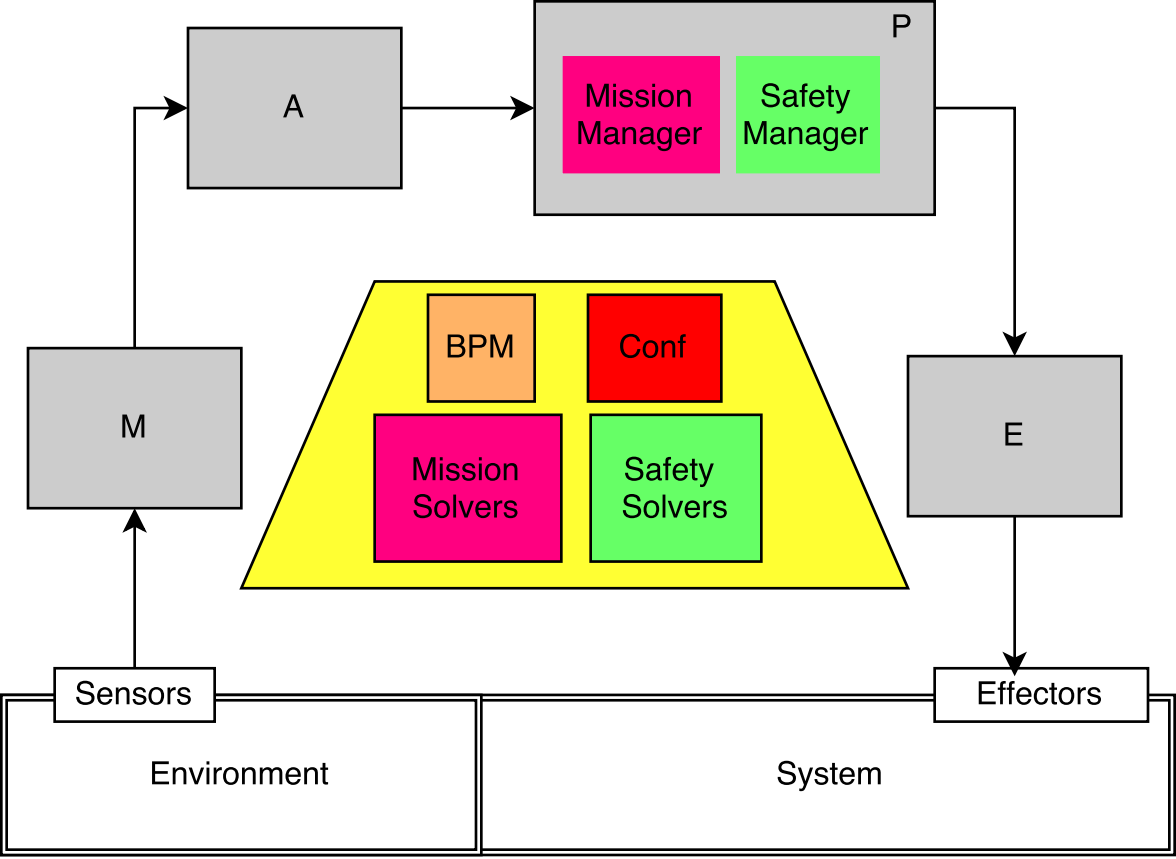 P
A
Mission
Manager
Safety
Manager
BPM
Conf
M
E
Mission
Solvers
Safety
Solvers
Sensors
Effectors
Environment
System